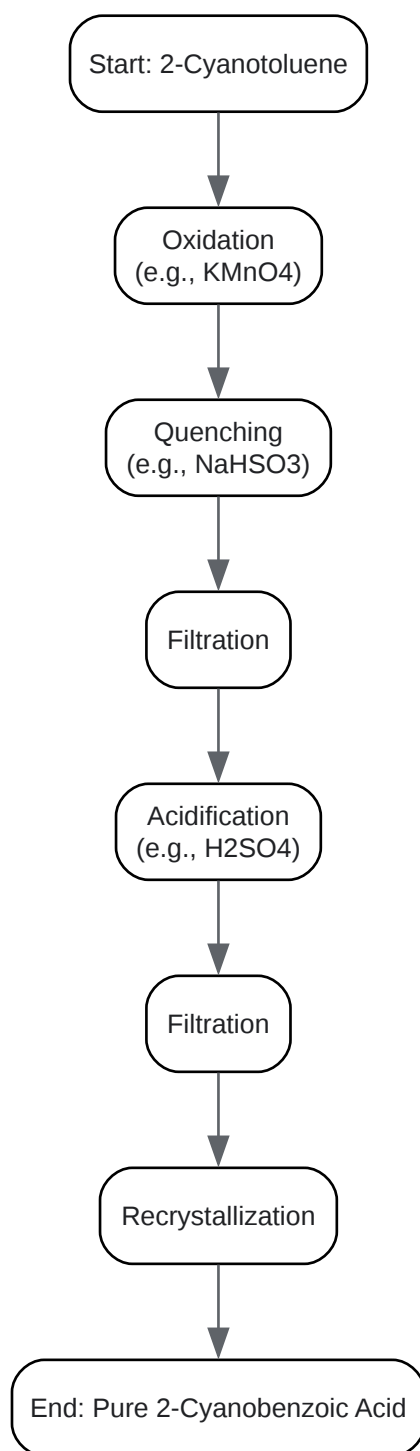 Start: 2-Cyanotoluene
Oxidation
(e.g., KMnO4)
Quenching
(e.g., NaHSO3)
Filtration
Acidification
(e.g., H2SO4)
Filtration
Recrystallization
End: Pure 2-Cyanobenzoic Acid